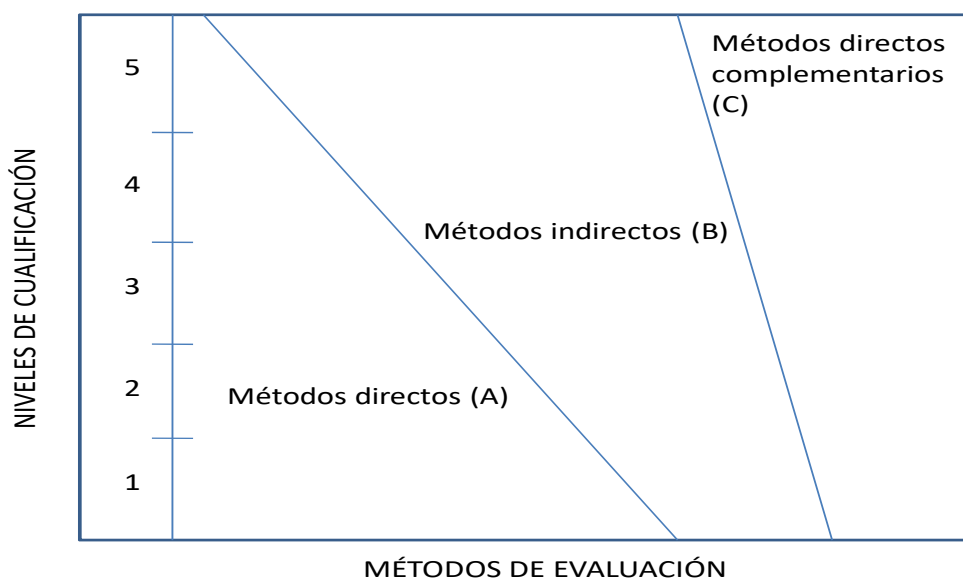 NIVELES DE CUALIFICACIÓN
5
4
3
2
1
Métodos directos
complementarios
(C)
Métodos indirectos (B)
Métodos directos (A)
MÉTODOS DE EVALUACIÓN